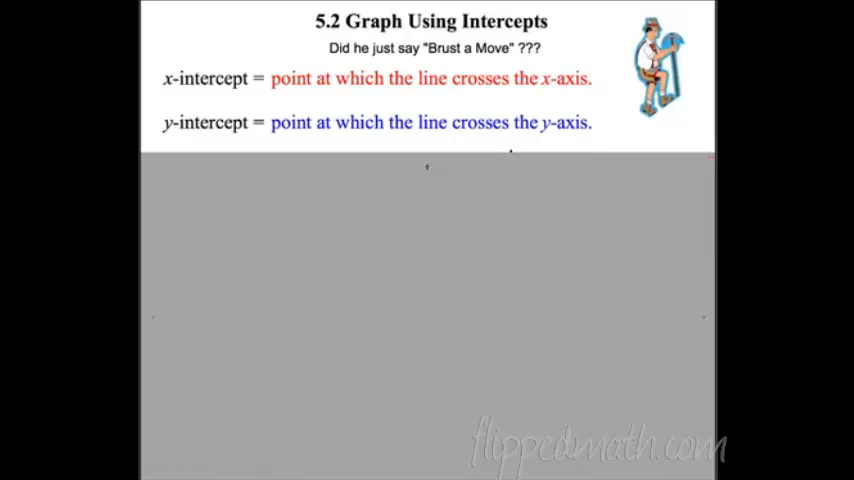 5.2 Graph Using Intercepts
Did he just say "Brust a Move" ???
x-intercept = point at which the line crosses the x-axis.
y-intercept = point at which the line crosses the y-axis.
flippedmath.com